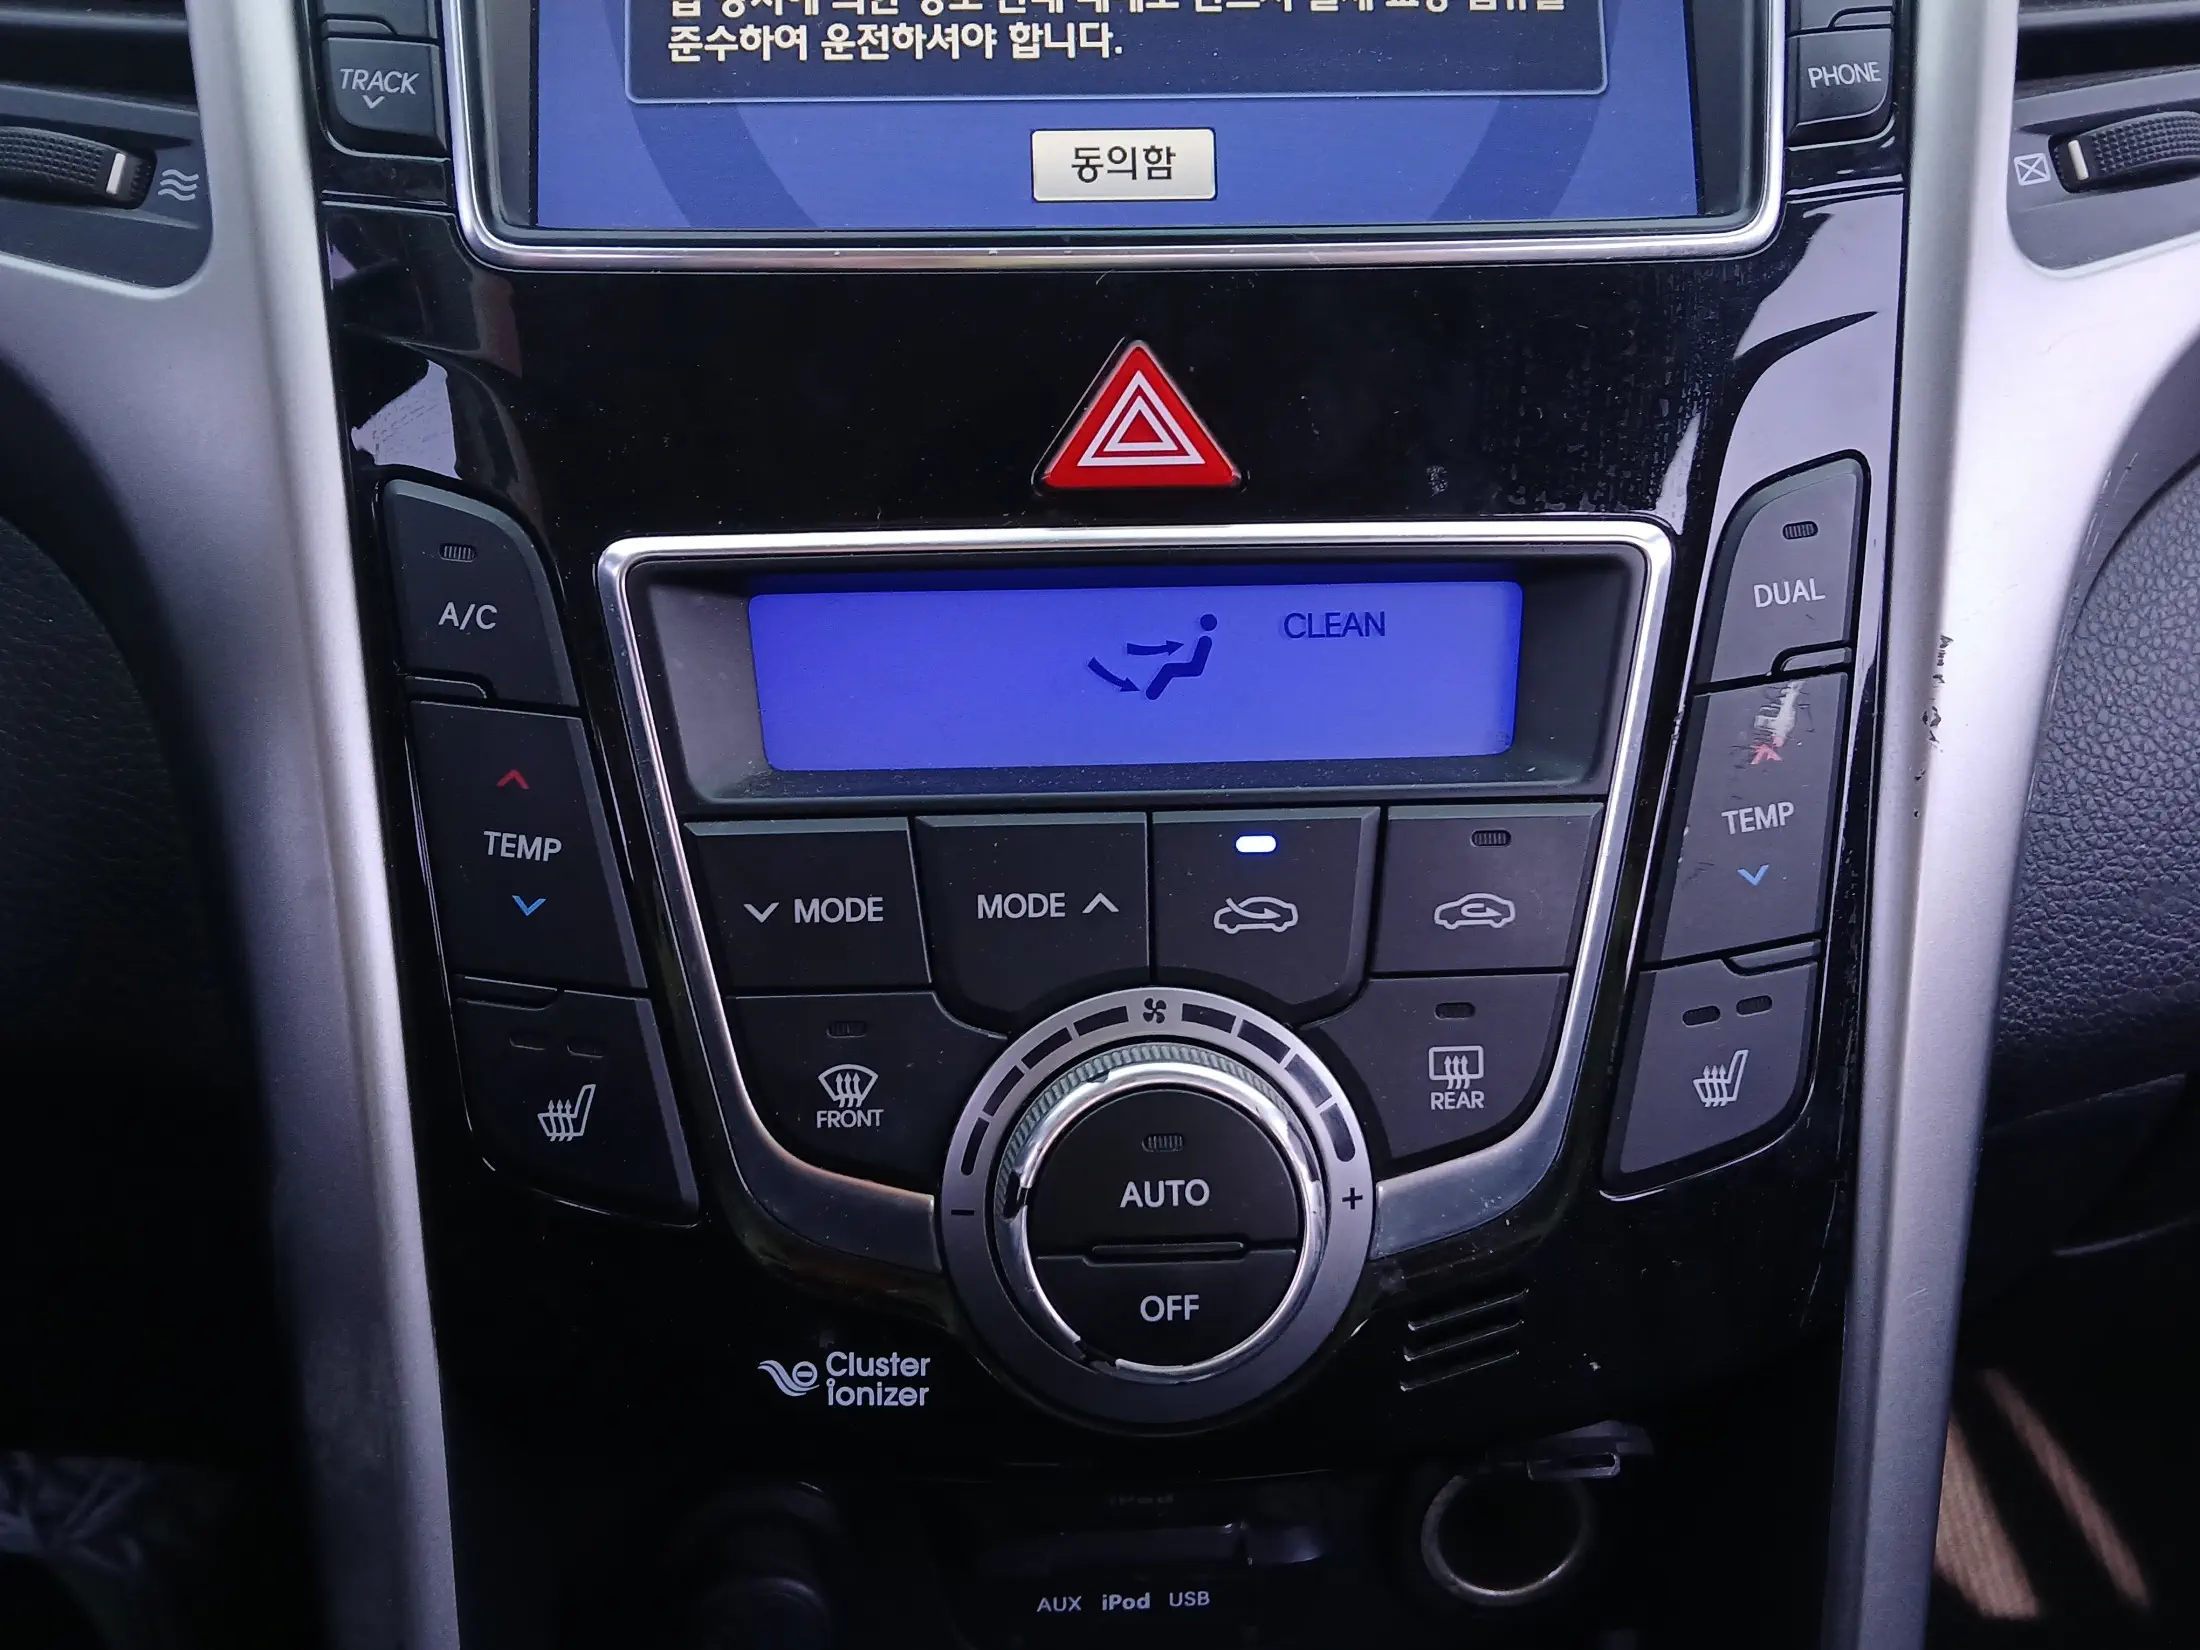 준수하여 운전하셔야 합니다.
TRACK
PHONE
동의함
A/C
DUAL
CLEAN
TEMP
TEMP
MODE
MODE
FRONT
REAR
AUTO
OFF
Cluster
ionizer
AUX iPod USB